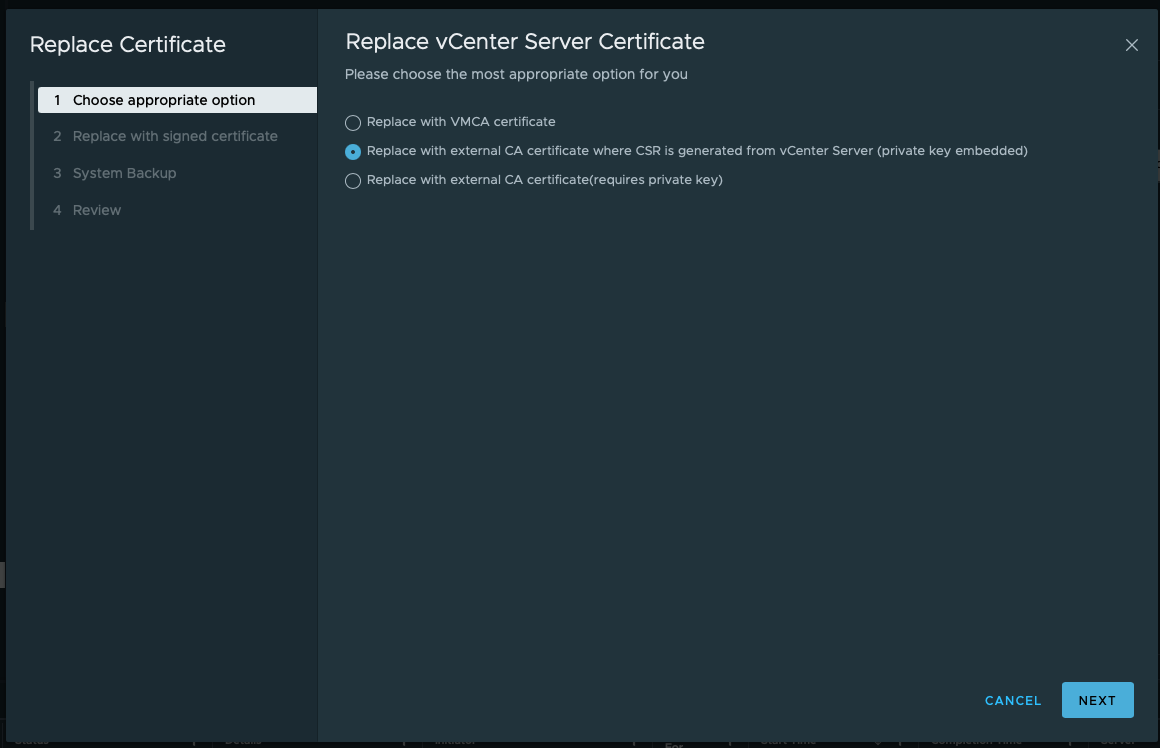 Replace Certificate
1 Choose appropriate option
2 Replace with signed certificate
3 System Backup
4 Review
Replace vCenter Server Certificate
Please choose the most appropriate option for you
Replace with VMCA certificate
Replace with external CA certificate where CSR is generated from vCenter Server (private key embedded)
Replace with external CA certificate(requires private key)
CANCEL
NEXT